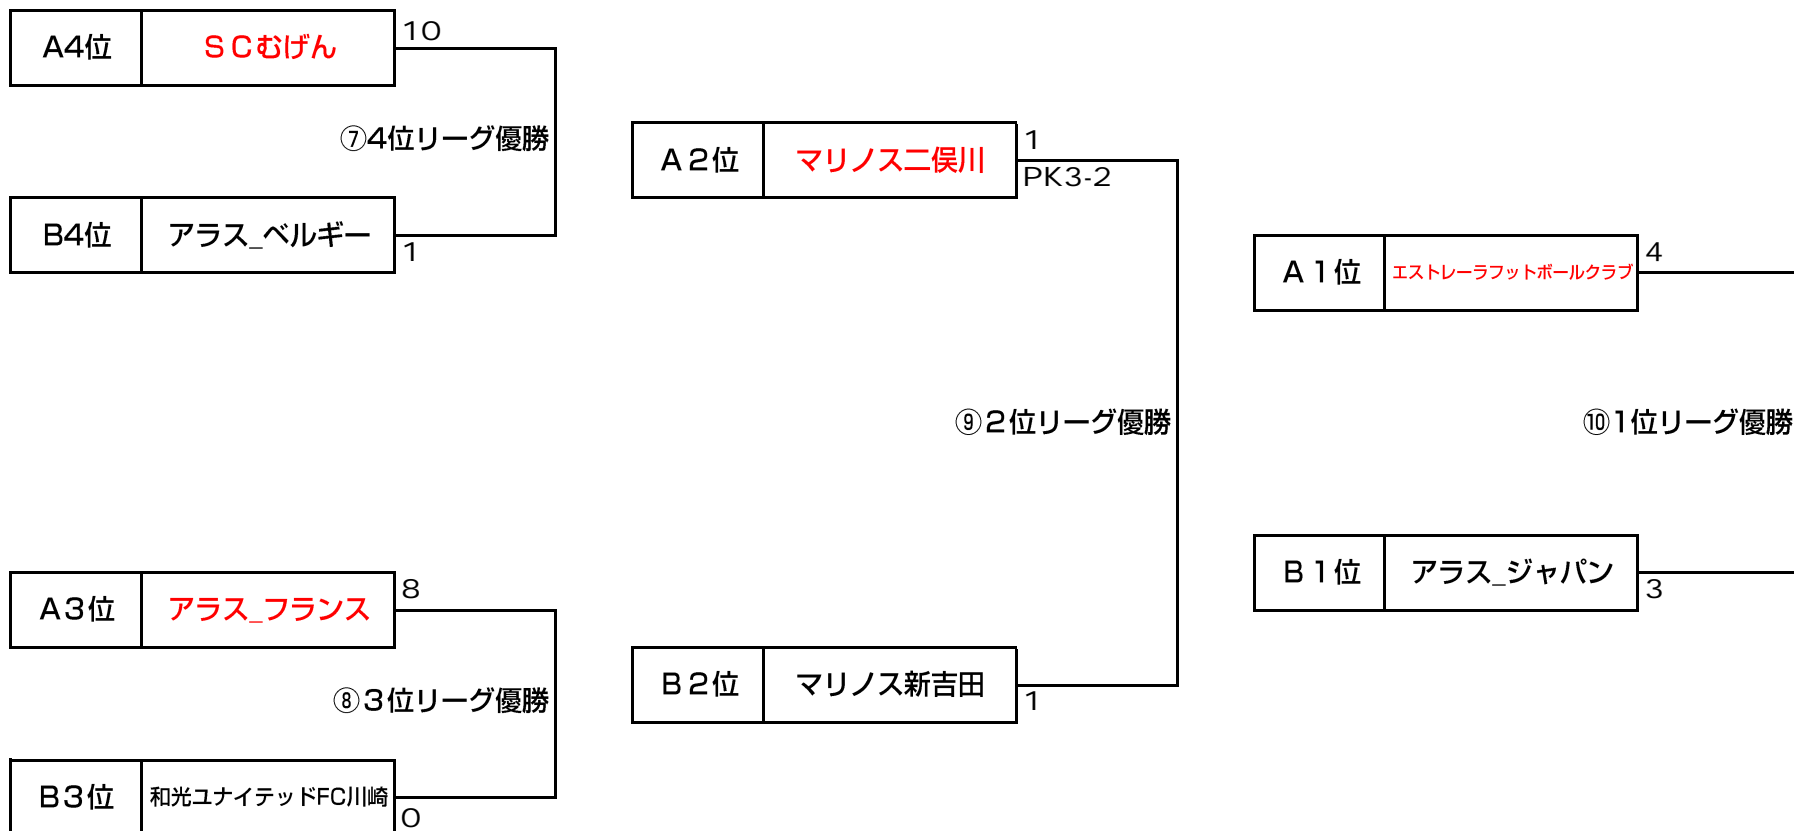 A4位 ＳＣむげん 10
⑦4位リーグ優勝
B4位 アラス_ベルギー 1
A３位 アラス_フランス 8
⑧３位リーグ優勝
B３位 和光ユナイテッドFC川崎 0
A２位 マリノス二俣川 1
PK3-2
⑨２位リーグ優勝
B２位 マリノス新吉田 1
A１位 エストレーラフットボールクラブ 4
⑩1位リーグ優勝
B１位 アラス_ジャパン 3